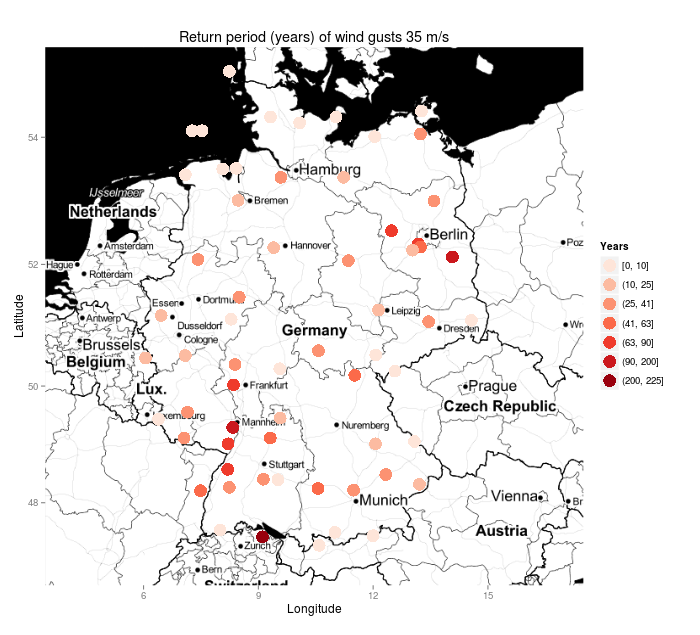 Return period (years) of wind gusts 35 m/s
54
Hamburg
IJsselmeer
Netherlands
Bremen
Berlin
Amsterdam
Hannover
Poz
52
Hague
Rotterdam
Essen
Dortmu
Leipzig
Antwerp
Dusseldorf
Germany
Dresden
Wr
Brussels
Cologne
Belgium
Lux.
50
Frankfurt
Prague
Czech Republic
xembourg
Mannheim
Nuremberg
Stuttgart
48
Munich
Vienna
Br
Austria
Zurich
Bern
Switzerland
6
9
12
15
Longitude
Latitude
Years
[0, 10]
(10, 25]
(25, 41]
(41, 63]
(63, 90]
(90, 200]
(200, 225]